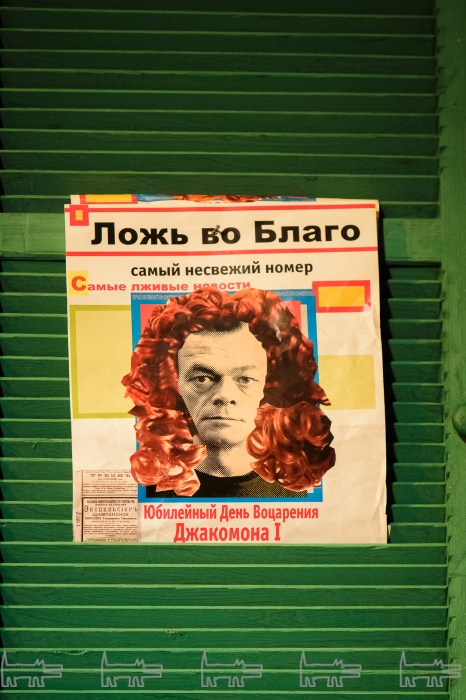 Ложь во Благо
самый несвежий номер
Самые лживые новости
Юбилейный День Воцарения
Джакомона I